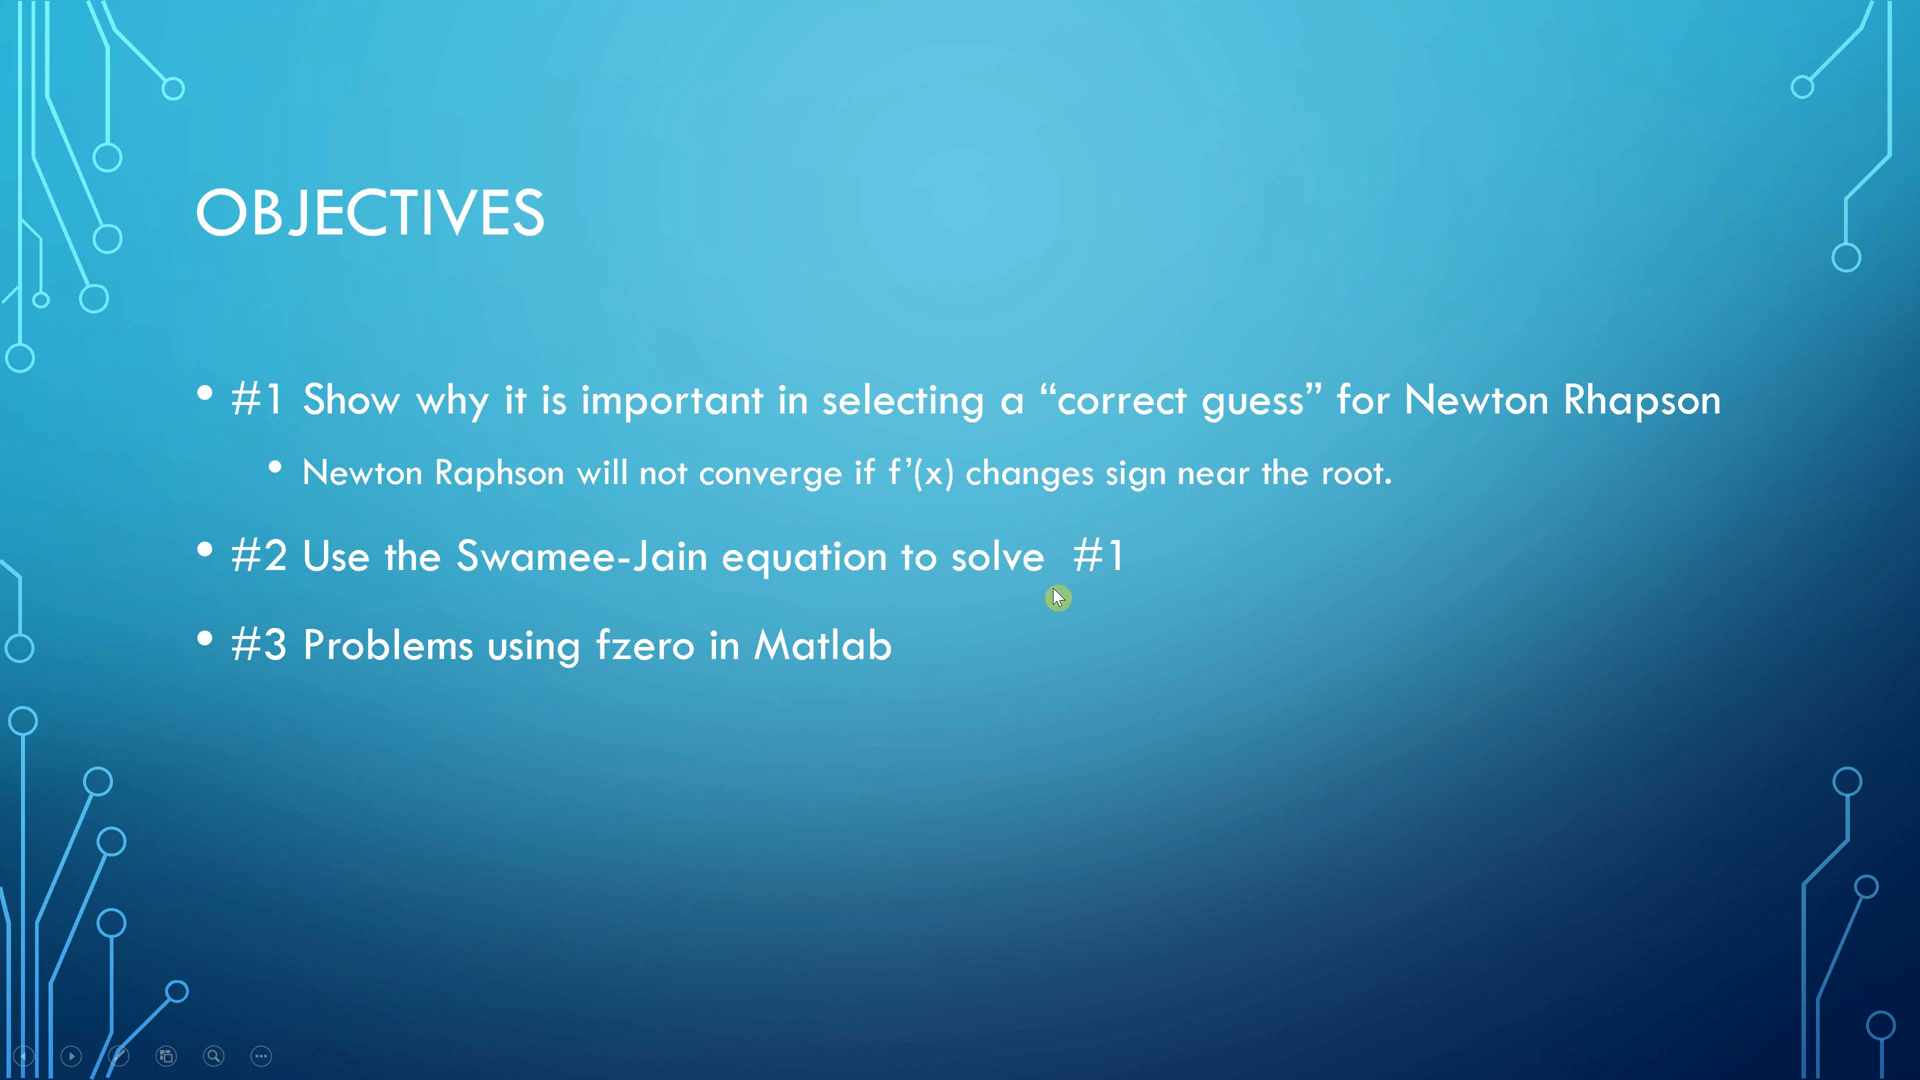 OBJECTIVES
• #1 Show why it is important in selecting a “correct guess” for Newton Rhapson
• Newton Raphson will not converge if f’(x) changes sign near the root.
• #2 Use the Swamee-Jain equation to solve  #1
• #3 Problems using fzero in Matlab